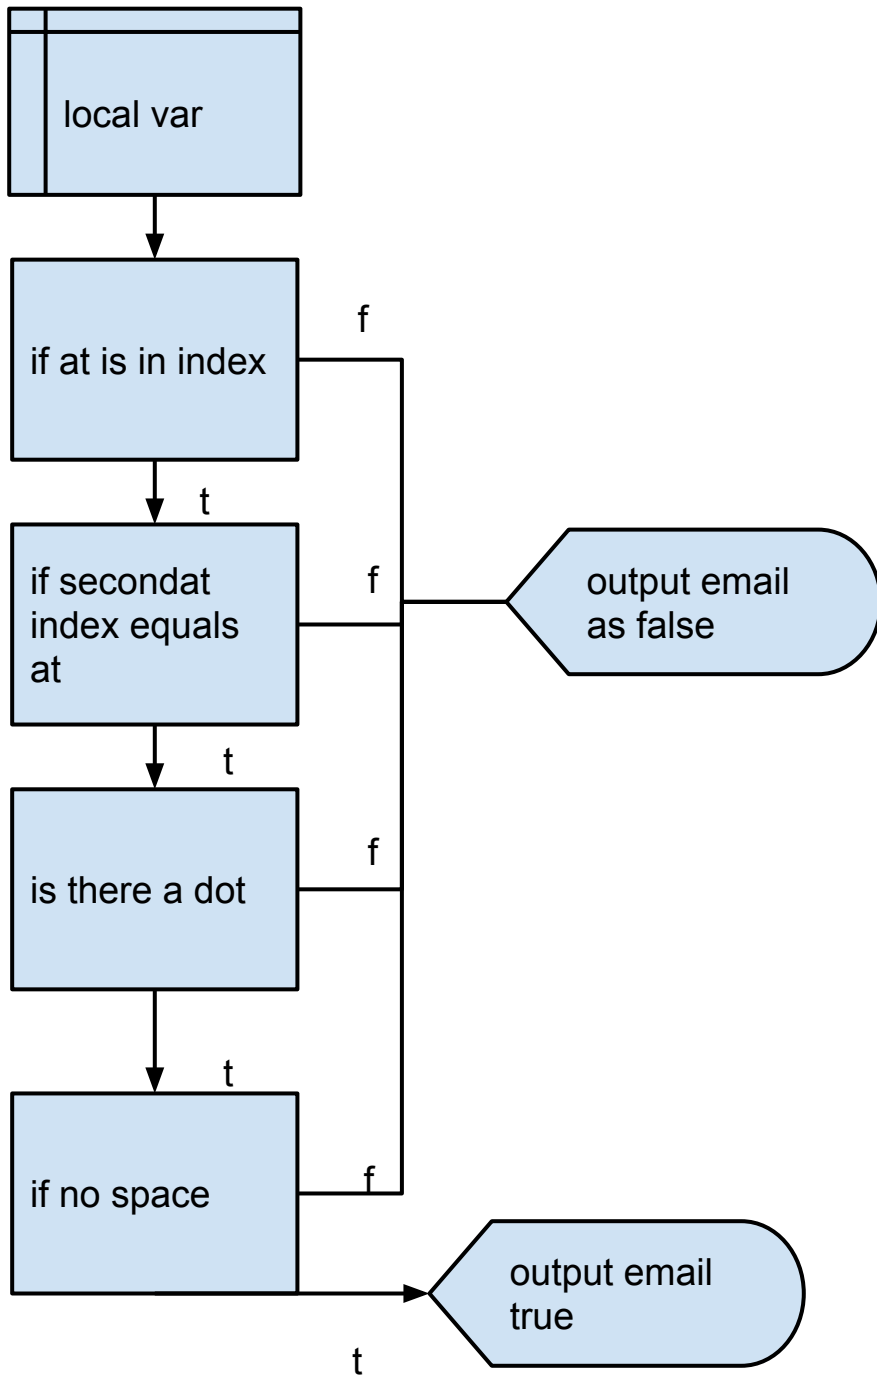 local var
f
if at is in index
t
if secondat
index equals
at
f
output email
as false
t
f
is there a dot
t
if no space
f
output email
true
t